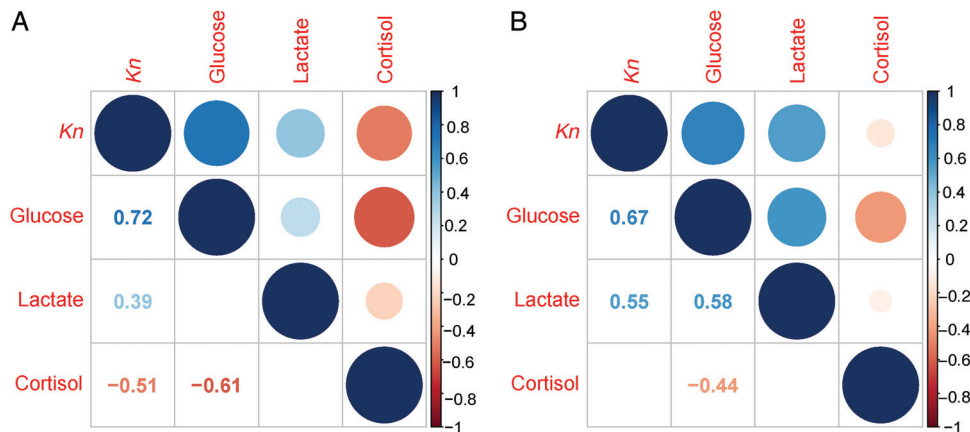 A
Kn Glucose Lactate Cortisol
Kn
Glucose 0.72
Lactate 0.39
Cortisol −0.51 −0.61
1
0.8
0.6
0.4
0.2
0
−0.2
−0.4
−0.6
−0.8
−1
B
Kn Glucose Lactate Cortisol
Kn
Glucose 0.67
Lactate 0.55 0.58
Cortisol −0.44
1
0.8
0.6
0.4
0.2
0
−0.2
−0.4
−0.6
−0.8
−1